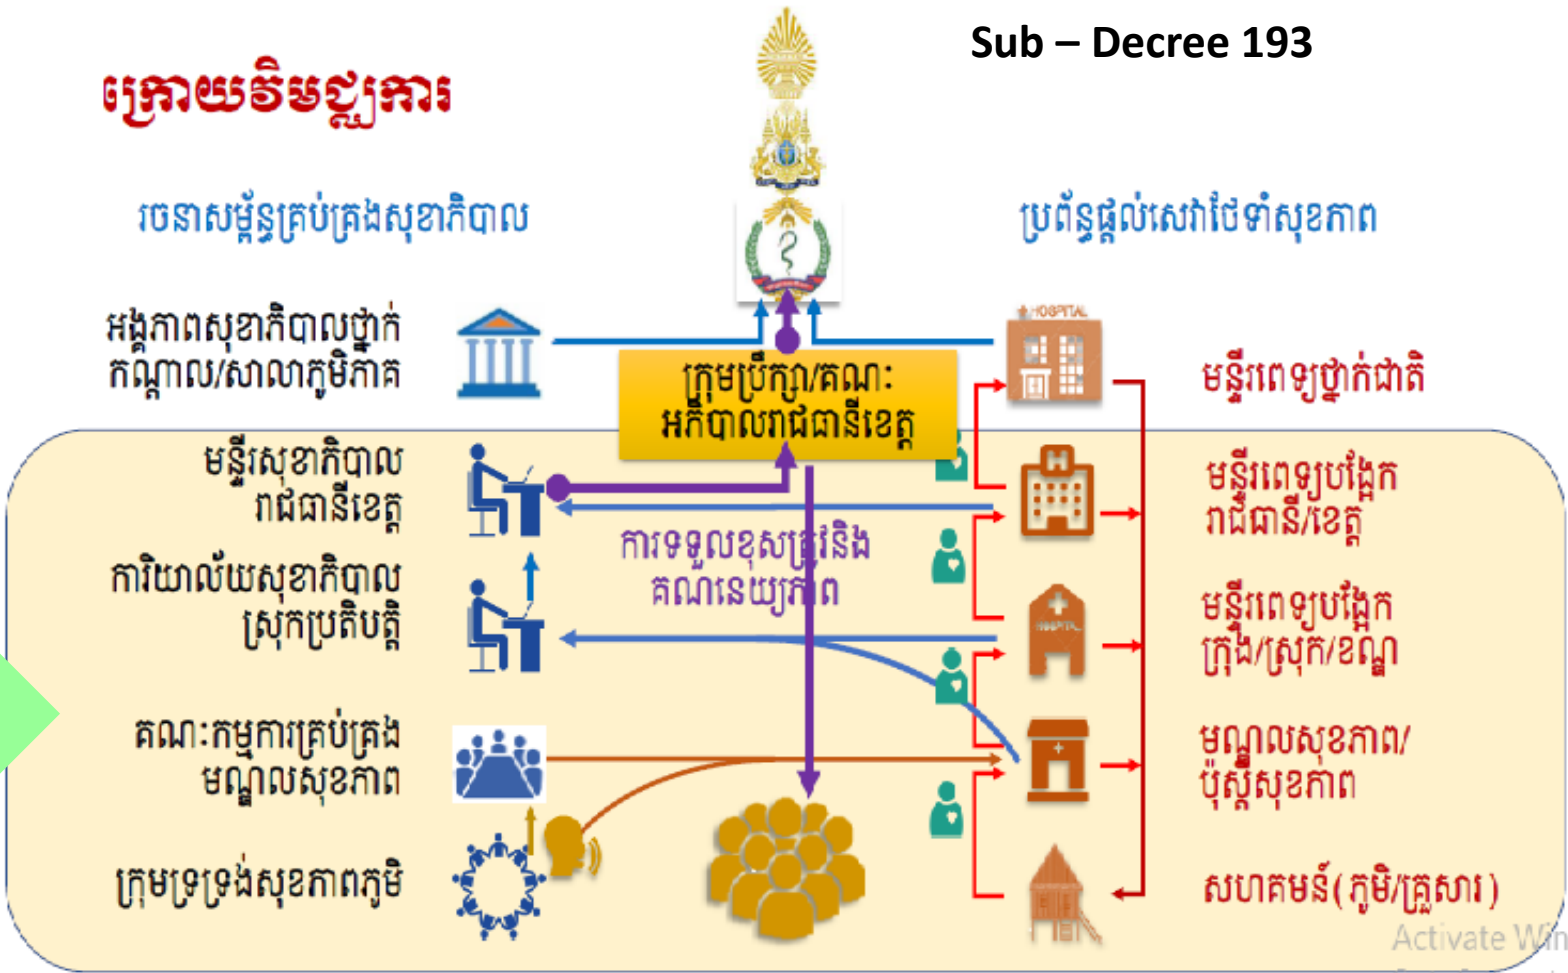 Sub – Decree 193
ក្រោយវិមជ្ឈការ
រចនាសម្ព័ន្ធគ្រប់គ្រងសុខាភិបាល
ប្រព័ន្ធផ្តល់សេវាថែទាំសុខភាព
អង្គភាពសុខាភិបាលថ្នាក់
កណ្តាល/សាលាភូមិភាគ
HOSPITAL
ក្រុមប្រឹក្សា/គណៈ
អភិបាលរាជធានីខេត្ត
មន្ទីរពេទ្យថ្នាក់ជាតិ
មន្ទីរសុខាភិបាល
រាជធានីខេត្ត
H
មន្ទីរពេទ្យបង្អែក
រាជធានី/ខេត្ត
ការទទួលខុសត្រូវនិង
គណនេយ្យភាព
ការិយាល័យសុខាភិបាល
ស្រុកប្រតិបត្តិ
HOSPITAL
មន្ទីរពេទ្យបង្អែក
ក្រុង/ស្រុក/ខណ្ឌ
គណៈកម្មការគ្រប់គ្រង
មណ្ឌលសុខភាព
មណ្ឌលសុខភាព/
ប៉ុស្តិ៍សុខភាព
ក្រុមទ្រទ្រង់សុខភាពភូមិ
សហគមន៍(ភូមិ/គ្រួសារ)
Activate Win